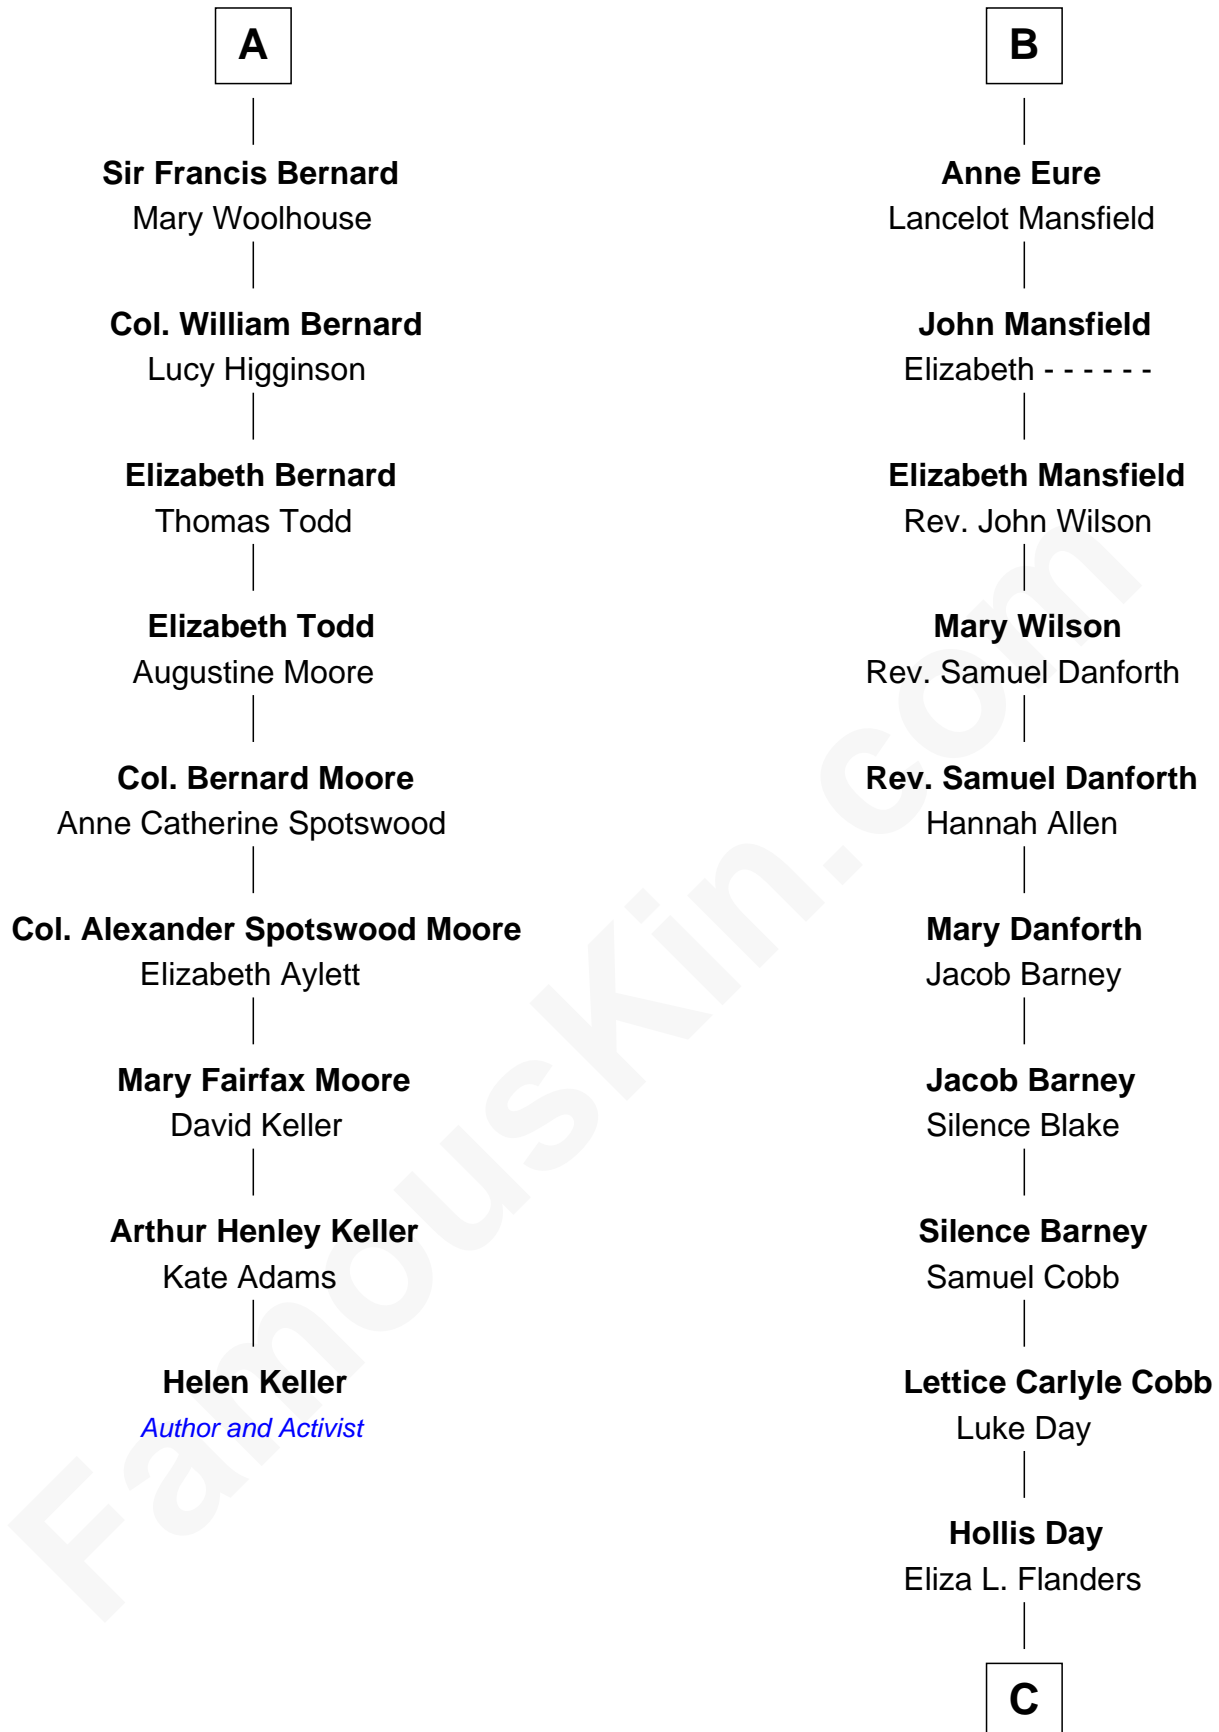 A
Sir Francis Bernard
Mary Woolhouse
Col. William Bernard
Lucy Higginson
Elizabeth Bernard
Thomas Todd
Elizabeth Todd
Augustine Moore
Col. Bernard Moore
Anne Catherine Spotswood
Col. Alexander Spotswood Moore
Elizabeth Aylett
Mary Fairfax Moore
David Keller
Arthur Henley Keller
Kate Adams
Helen Keller
Author and Activist
B
Anne Eure
Lancelot Mansfield
John Mansfield
Elizabeth - - - - - -
Elizabeth Mansfield
Rev. John Wilson
Mary Wilson
Rev. Samuel Danforth
Rev. Samuel Danforth
Hannah Allen
Mary Danforth
Jacob Barney
Jacob Barney
Silence Blake
Silence Barney
Samuel Cobb
Lettice Carlyle Cobb
Luke Day
Hollis Day
Eliza L. Flanders
C
FamousKin.com